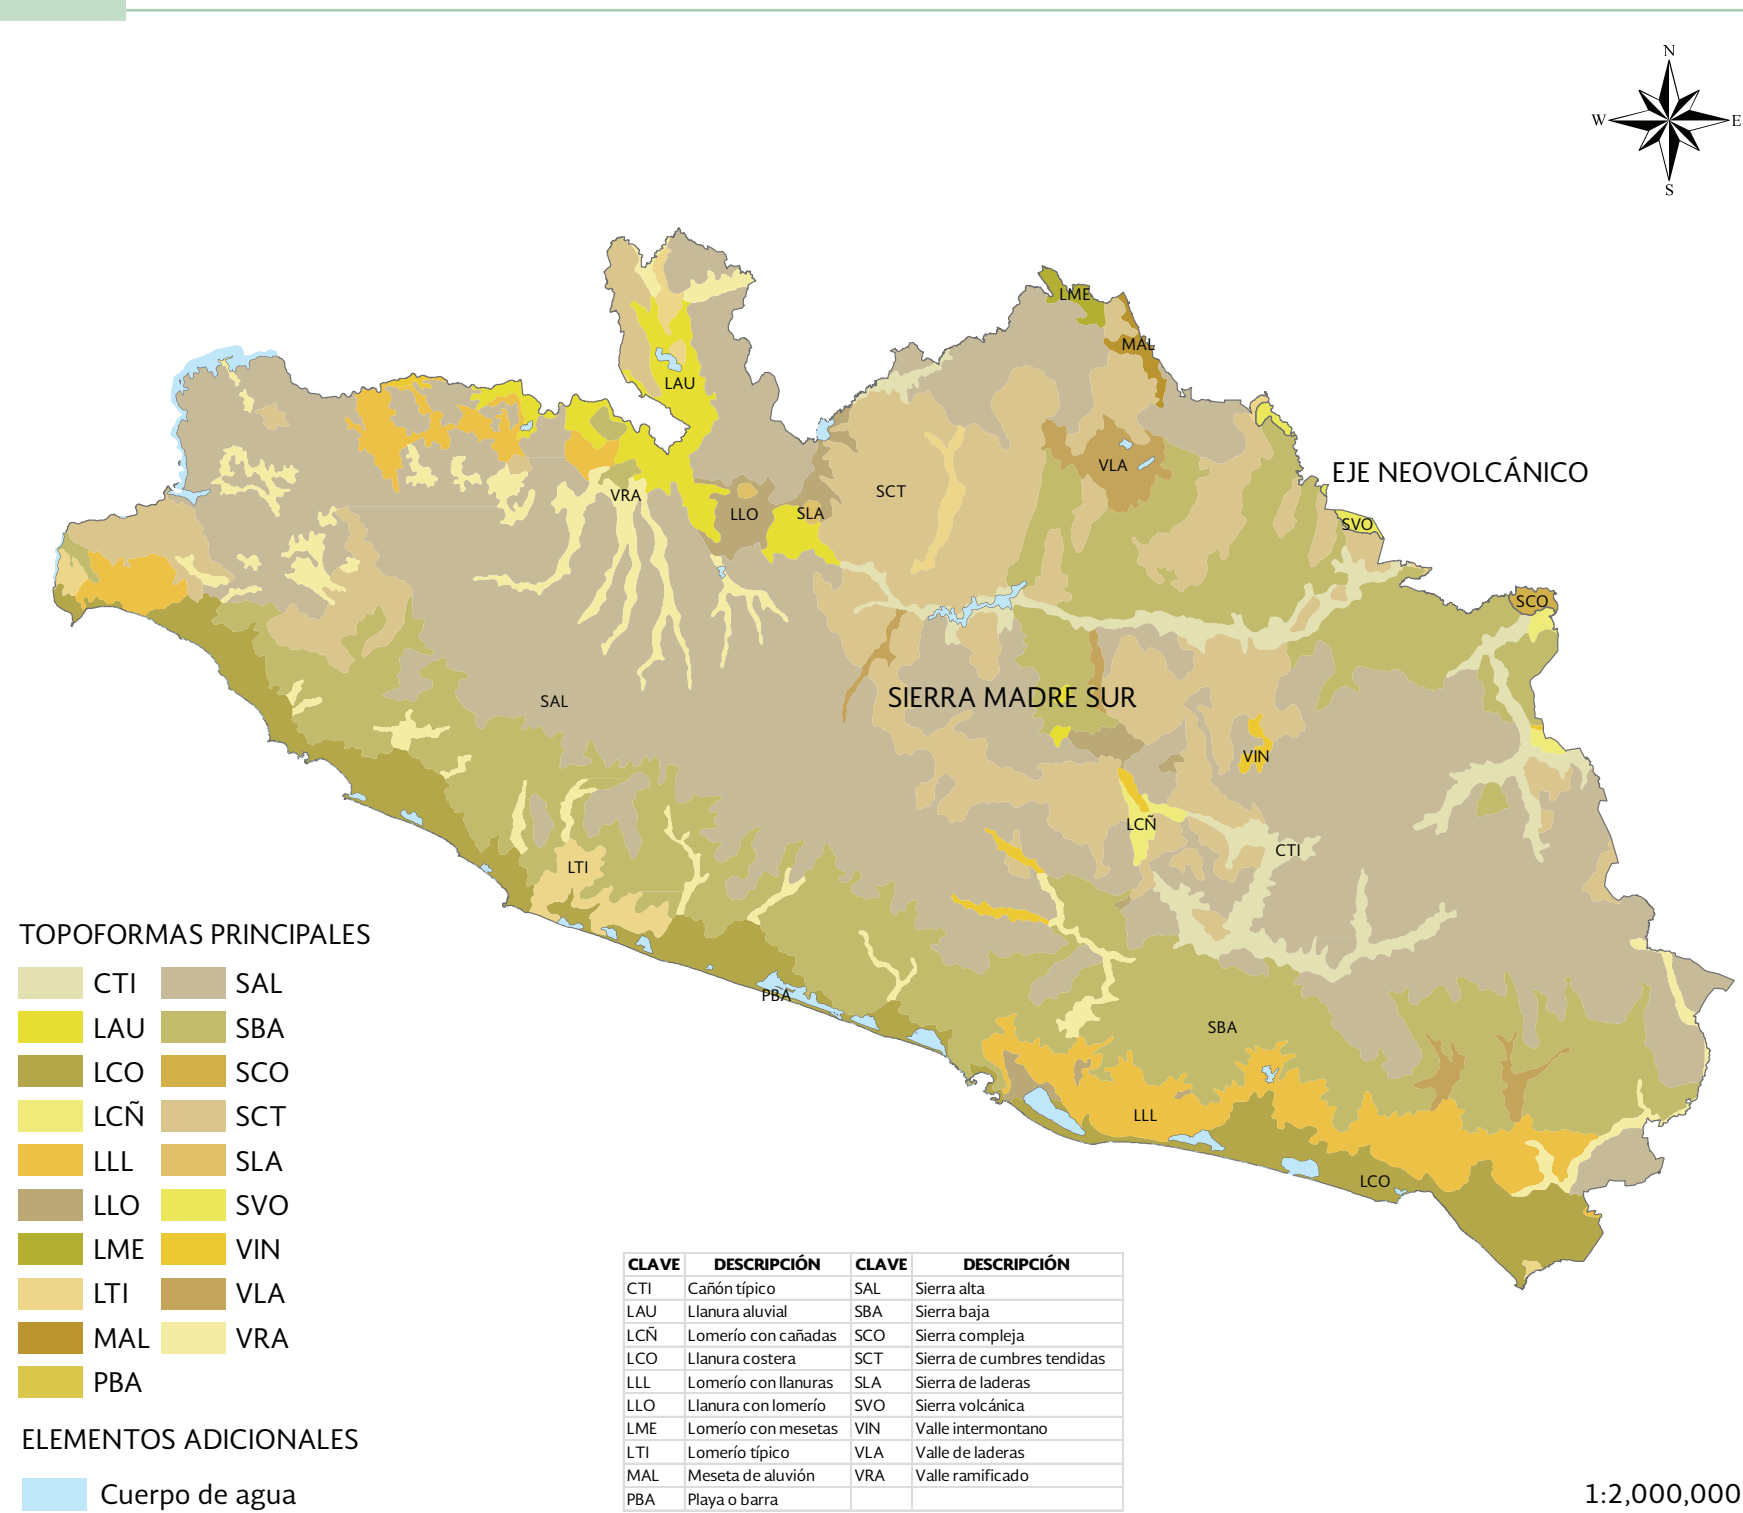 N
W E
S
LME
MAL
LAU
VLA
EJE NEOVOLCÁNICO
SCT
VRA
LLO
SLA
SVO
SCO
SAL
SIERRA MADRE SUR
VIN
LCÑ
CTI
LTI
PBA
SBA
LLL
LCO
TOPOFORMAS PRINCIPALES
CTI SAL
LAU SBA
LCO SCO
LCÑ SCT
LLL SLA
LLO SVO
LME VIN
LTI VLA
MAL VRA
PBA
ELEMENTOS ADICIONALES
Cuerpo de agua
CLAVE DESCRIPCIÓN CLAVE DESCRIPCIÓN
CTI Cañón típico SAL Sierra alta
LAU Llanura aluvial SBA Sierra baja
LCÑ Lomerío con cañadas SCO Sierra compleja
LCO Llanura costera SCT Sierra de cumbres tendidas
LLL Lomerío con llanuras SLA Sierra de laderas
LLO Llanura con lomerío SVO Sierra volcánica
LME Lomerío con mesetas VIN Valle intermontano
LTI Lomerío típico VLA Valle de laderas
MAL Meseta de aluvión VRA Valle ramificado
PBA Playa o barra
1:2,000,000